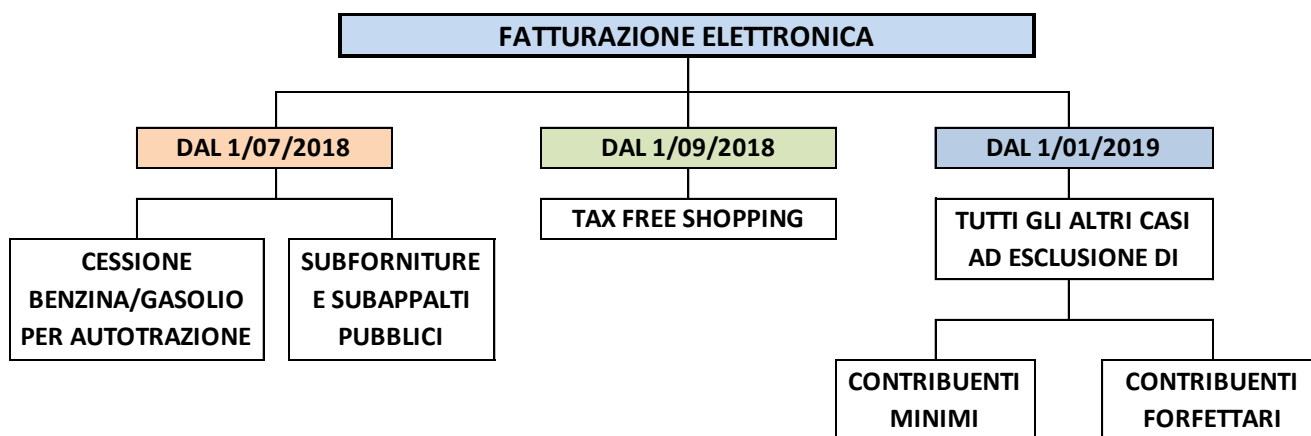 FATTURAZIONE ELETTRONICA
DAL 1/07/2018
DAL 1/09/2018
DAL 1/01/2019
CESSIONE
BENZINA/GASOLIO
PER AUTOTRAZIONE
SUBFORNITURE
E SUBAPPALTI
PUBBLICI
TAX FREE SHOPPING
TUTTI GLI ALTRI CASI
AD ESCLUSIONE DI
CONTRIBUENTI
MINIMI
CONTRIBUENTI
FORFETTARI